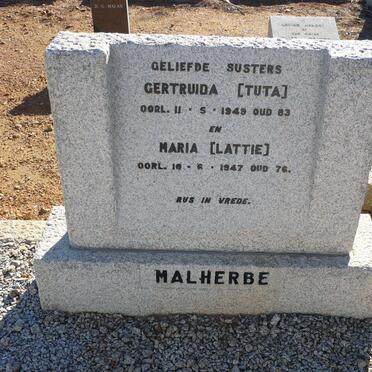 GELIEFDE SUSTERS
GERTRUIDA [TUTA]
OORL. 11 - 5 - 1949 OUD 83
EN
MARIA [LATTIE]
OORL. 10 - 6 - 1947 OUD 76.
RUS IN VREDE.
MALHERBE